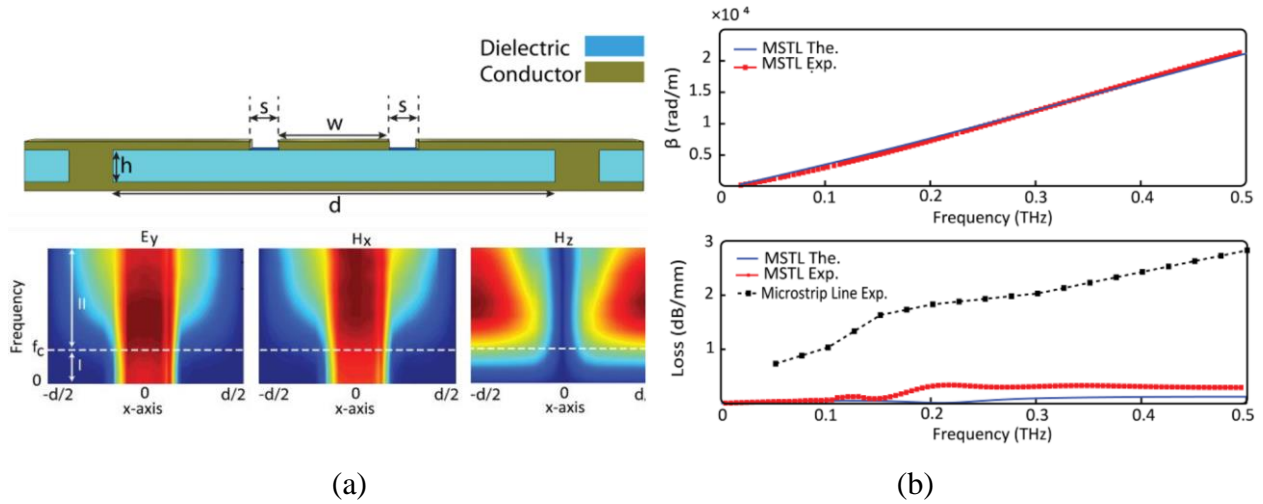 Dielectric
Conductor
s
s
w
h
d
Ey
Hx
Hz
Frequency
II
fc
I
0
-d/2
0
d/2
x-axis
-d/2
0
d/2
x-axis
-d/2
0
d/
x-axis
(a)
×10 4
MSTL The.
MSTL Exp.
β (rad/m)
2
1.5
1
0.5
0
0.1
0.2
0.3
0.4
0.5
Frequency (THz)
3
MSTL The.
MSTL Exp.
Microstrip Line Exp.
Loss (dB/mm)
2
1
0
0.1
0.2
0.3
0.4
0.5
Frequency (THz)
(b)